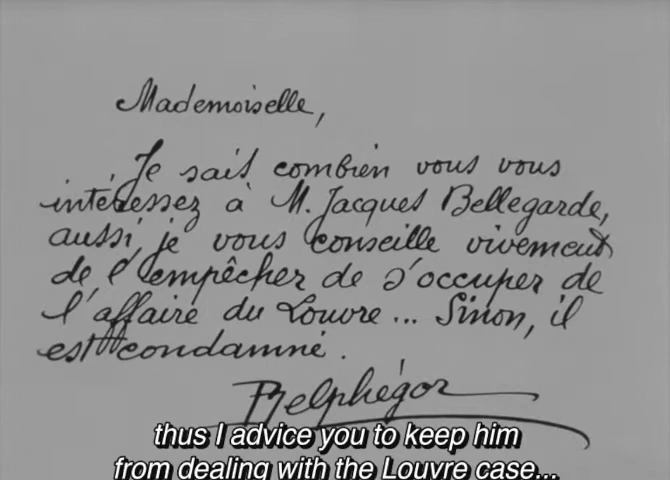 Mademoiselle,
Je sais combien vous vous
intéressez à M. Jacques Bellegarde,
aussi, je vous conseille vivement
de l'empêcher de s'occuper de
l'affaire du Louvre... Sinon, il
est condamné.
Belphégor
thus I advice you to keep him
from dealing with the Louvre case...